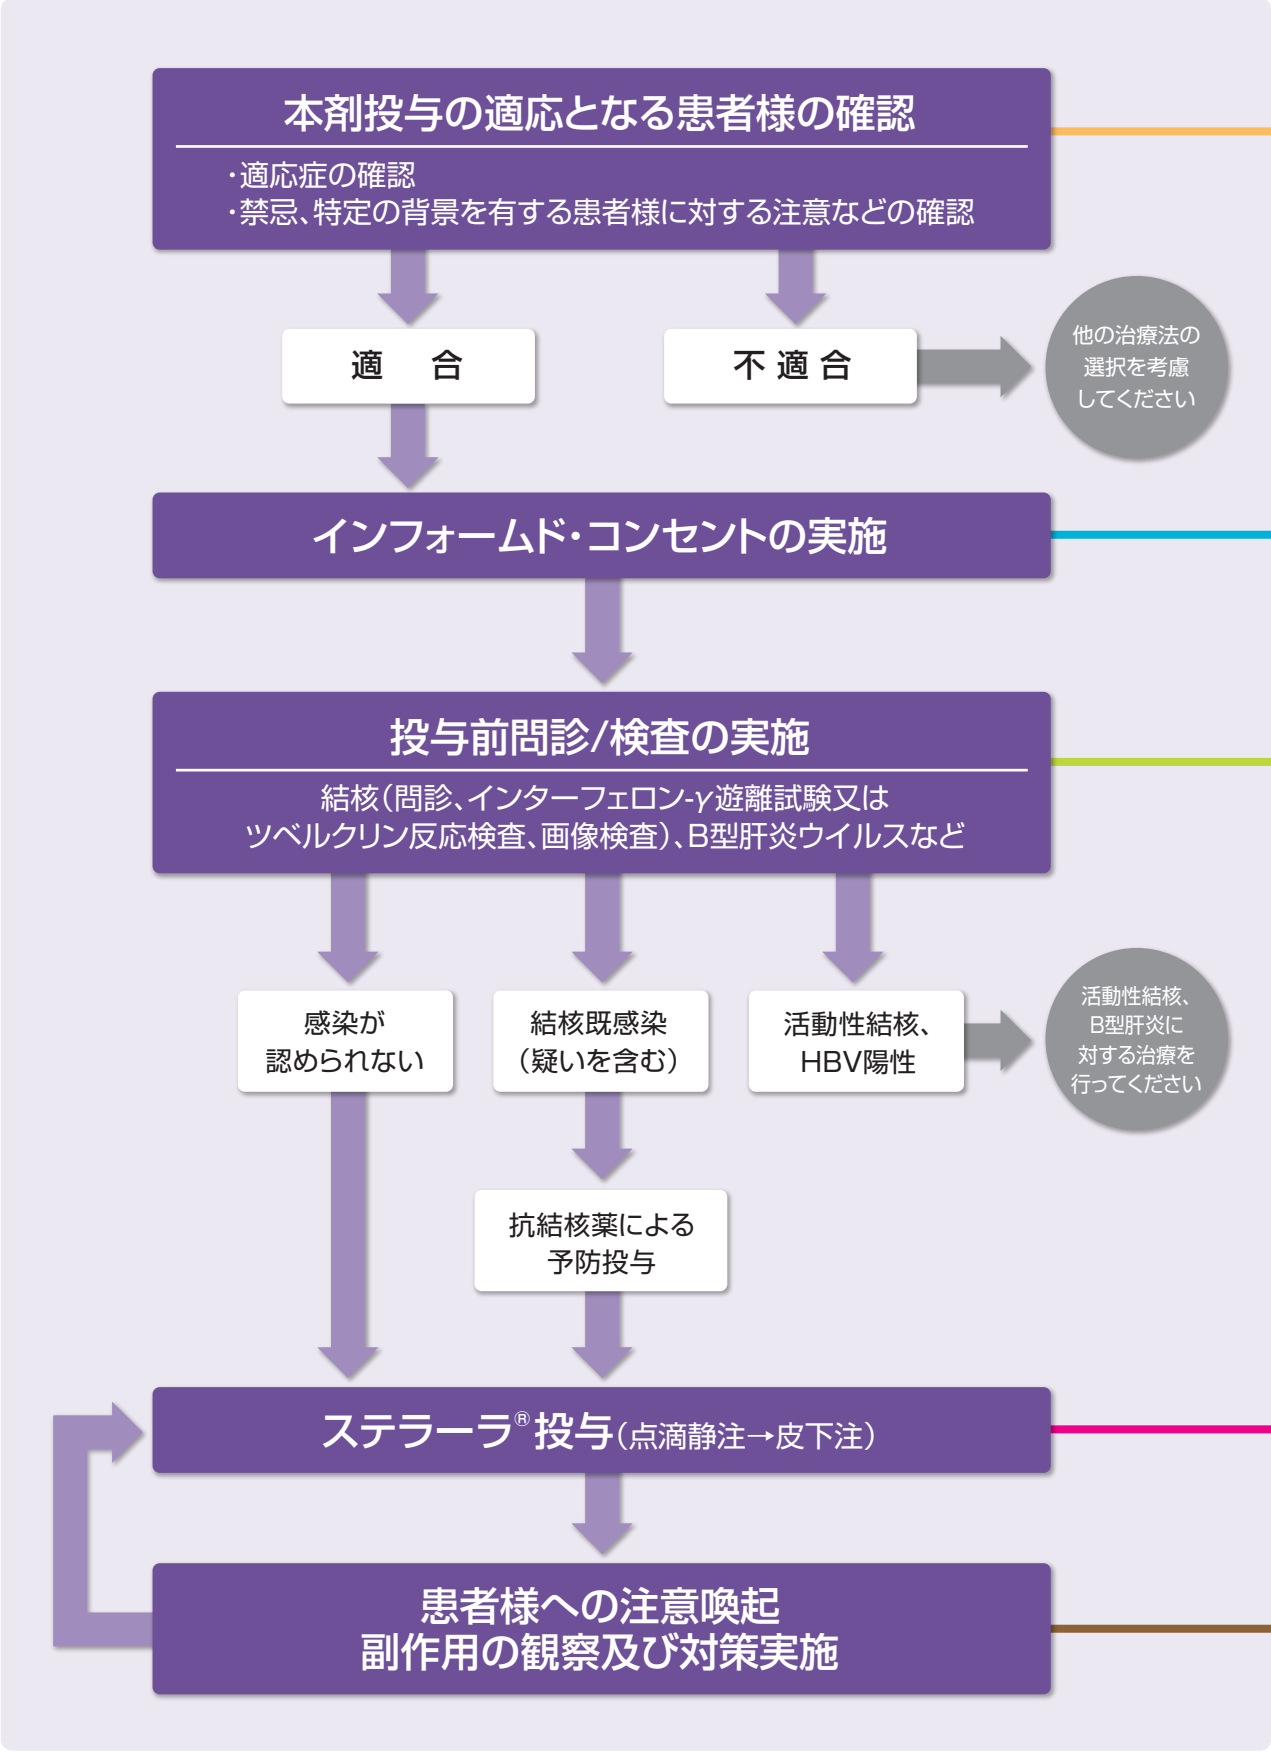 本剤投与の適応となる患者様の確認
・適応症の確認
・禁忌、特定の背景を有する患者様に対する注意などの確認
適　合
不適合
他の治療法の
選択を考慮
してください
インフォームド・コンセントの実施
投与前問診/検査の実施
結核（問診、インターフェロン-γ遊離試験又は
ツベルクリン反応検査、画像検査）、B型肝炎ウイルスなど
感染が
認められない
結核既感染
（疑いを含む）
活動性結核、
HBV陽性
活動性結核、
B型肝炎に
対する治療を
行ってください
抗結核薬による
予防投与
ステラーラ®投与（点滴静注→皮下注）
患者様への注意喚起
副作用の観察及び対策実施